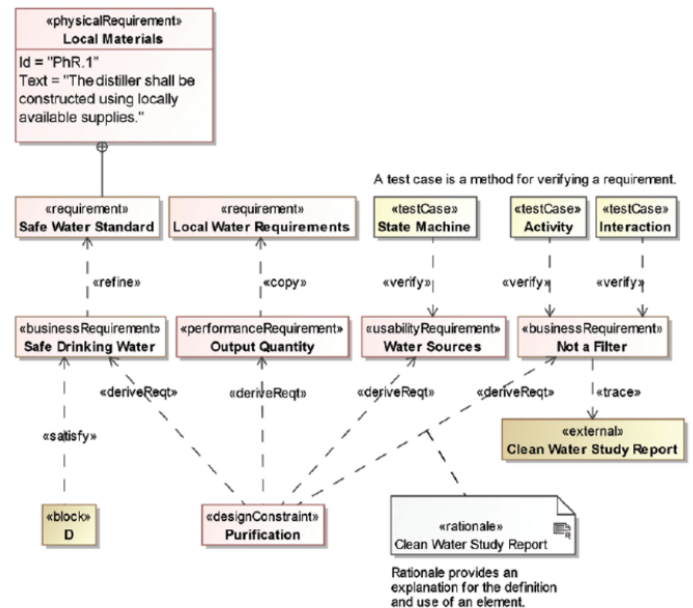 «physicalRequirement»
Local Materials
Id = "PhR.1"
Text = "The distiller shall be
constructed using locally
available supplies."
A test case is a method for verifying a requirement.
«requirement»
Safe Water Standard
«requirement»
Local Water Requirements
«testCase»
State Machine
«testCase»
Activity
«testCase»
Interaction
«refine»
«copy»
«verify»
«verify»
«verify»
«businessRequirement»
Safe Drinking Water
«performanceRequirement»
Output Quantity
«usabilityRequirement»
Water Sources
«businessRequirement»
Not a Filter
«deriveReqt»
«deriveReqt»
«deriveReqt»
«deriveReqt»
«trace»
«satisfy»
«external»
Clean Water Study Report
«block»
D
«designConstraint»
Purification
«rationale»
Clean Water Study Report
Rationale provides an
explanation for the definition
and use of an element.